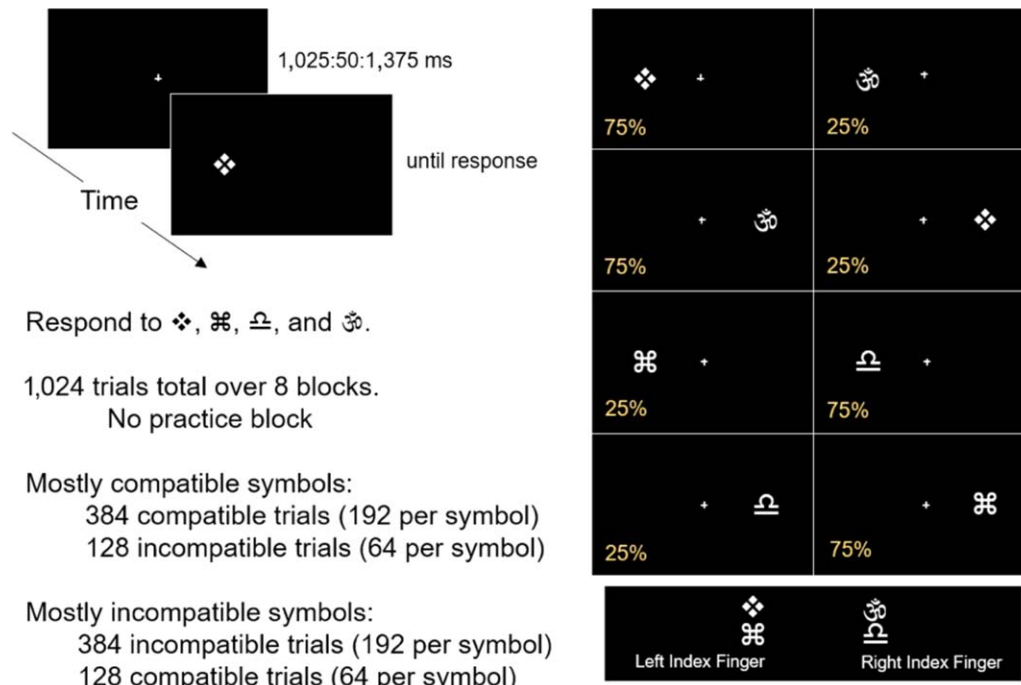 1,025:50:1,375 ms
until response
Time
Respond to ❖, ⌘, ♎, and ॐ.
1,024 trials total over 8 blocks.
No practice block
Mostly compatible symbols:
384 compatible trials (192 per symbol)
128 incompatible trials (64 per symbol)
Mostly incompatible symbols:
384 incompatible trials (192 per symbol)
128 compatible trials (64 per symbol)
❖ ॐ
75% 25%
ॐ ❖
75% 25%
⌘ ♎
25% 75%
♎ ⌘
25% 75%
❖ ॐ
⌘ ♎
Left Index Finger Right Index Finger